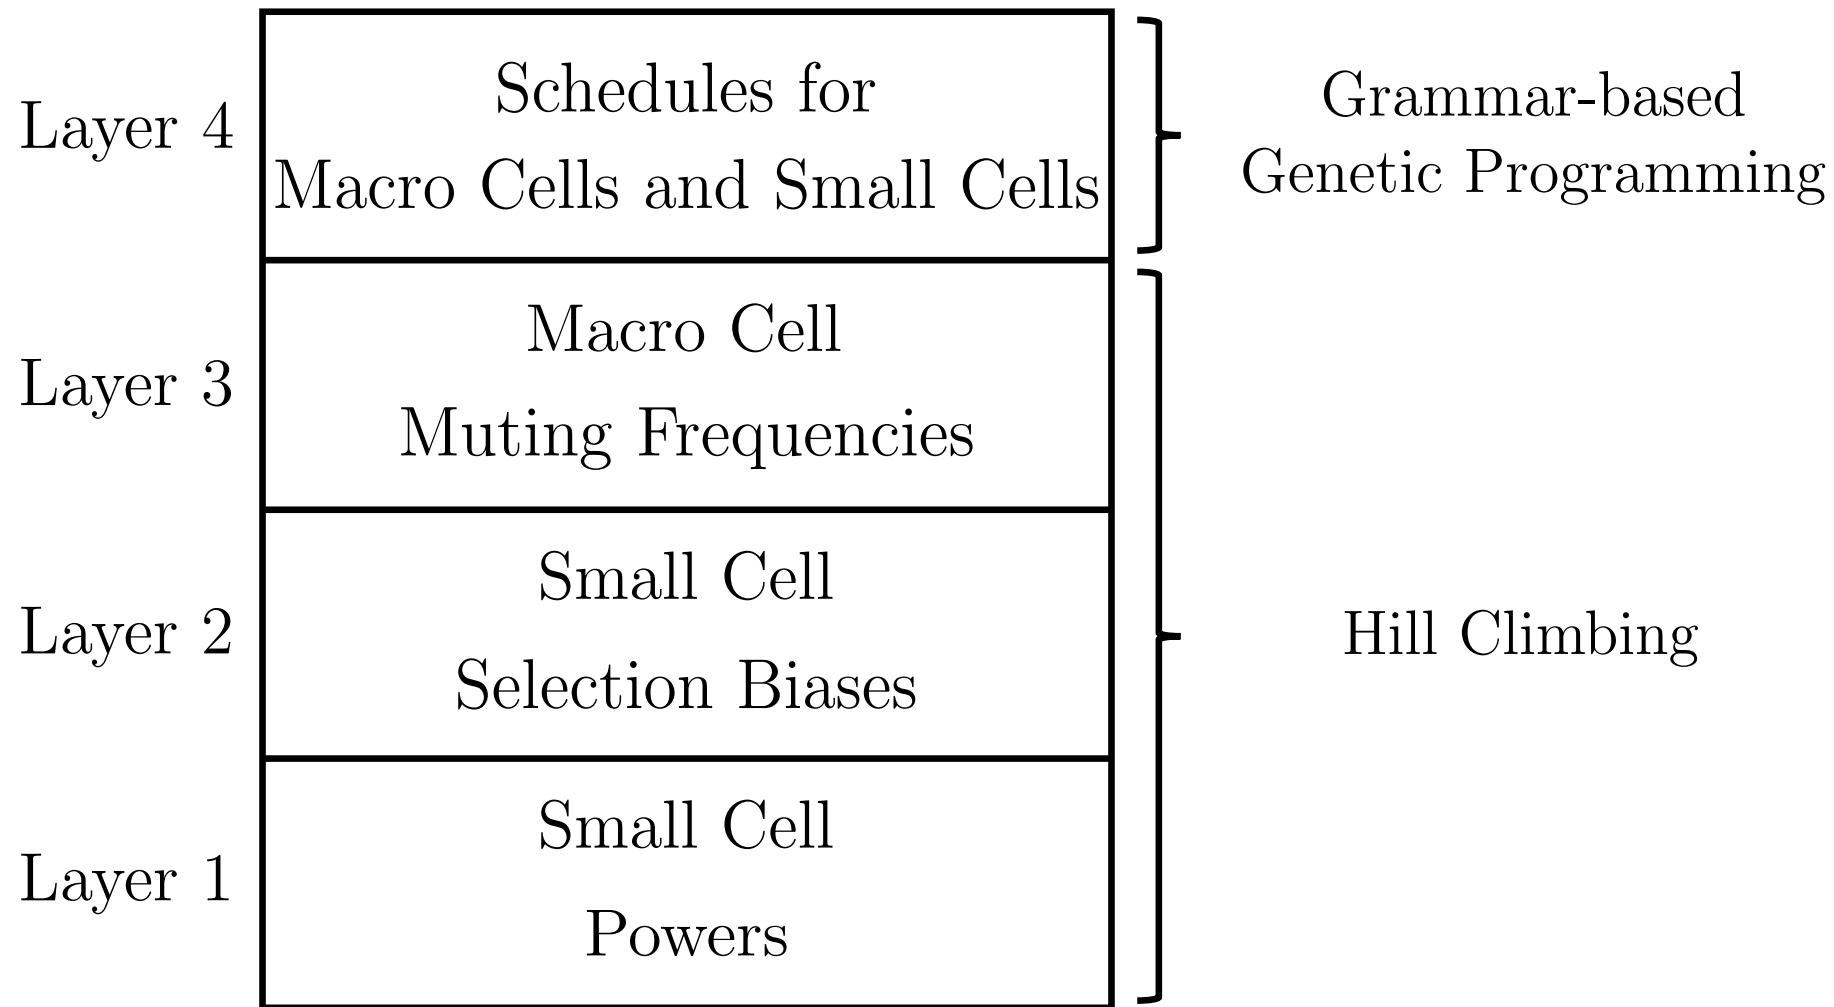 Layer 4
Schedules for
Macro Cells and Small Cells
Grammar-based
Genetic Programming
Layer 3
Macro Cell
Muting Frequencies
Layer 2
Small Cell
Selection Biases
Hill Climbing
Layer 1
Small Cell
Powers